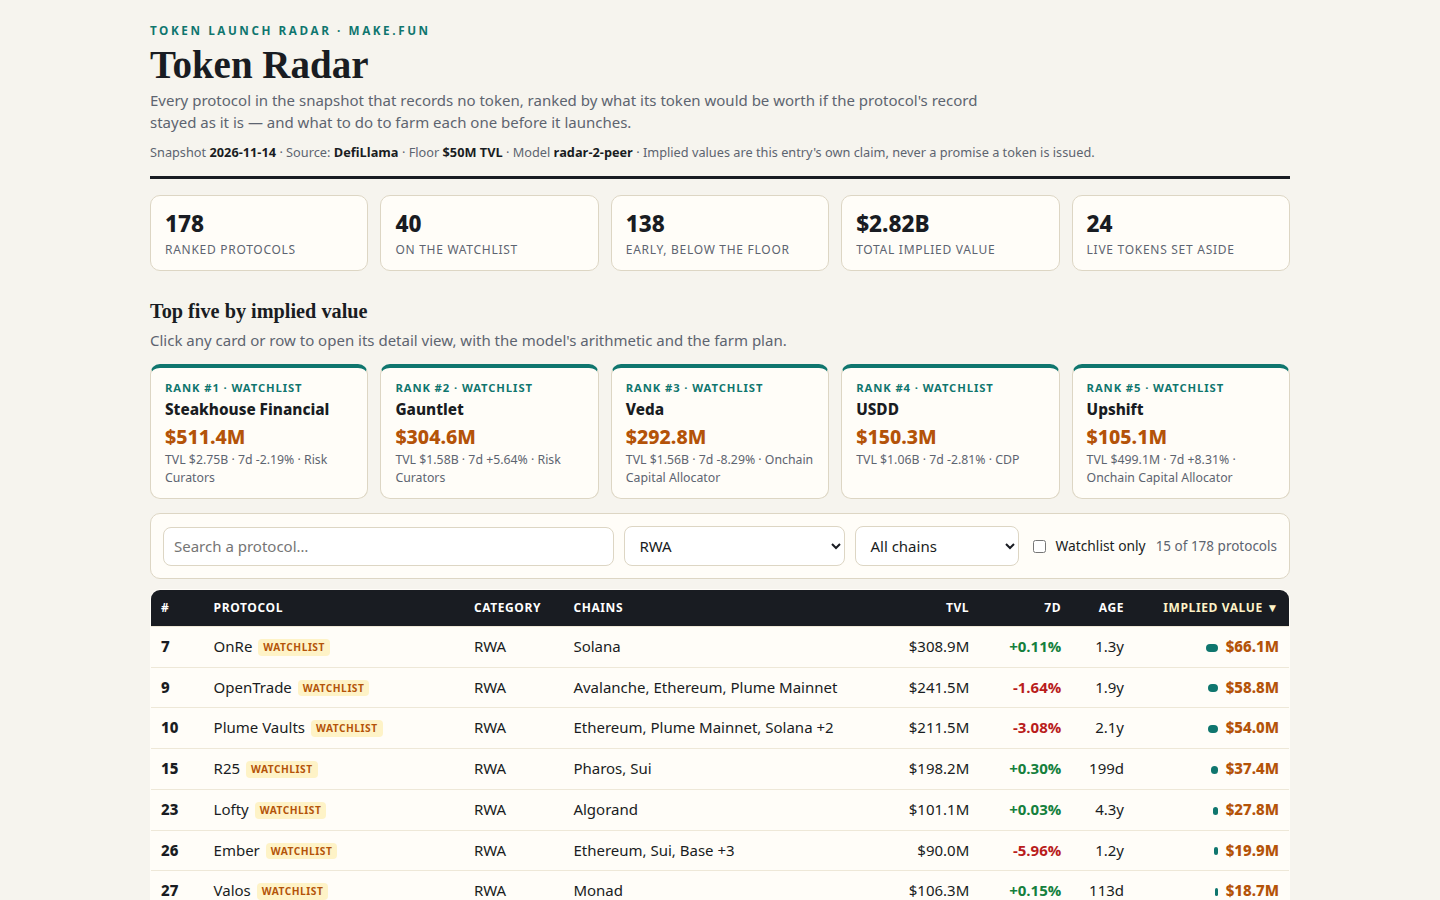 TOKEN LAUNCH RADAR · MAKE.FUN
Token Radar
Every protocol in the snapshot that records no token, ranked by what its token would be worth if the protocol's record
stayed as it is — and what to do to farm each one before it launches.
Snapshot 2026-11-14 · Source: DefiLlama · Floor $50M TVL · Model radar-2-peer · Implied values are this entry's own claim, never a promise a token is issued.
178
RANKED PROTOCOLS
40
ON THE WATCHLIST
138
EARLY, BELOW THE FLOOR
$2.82B
TOTAL IMPLIED VALUE
24
LIVE TOKENS SET ASIDE
Top five by implied value
Click any card or row to open its detail view, with the model's arithmetic and the farm plan.
RANK #1 · WATCHLIST
Steakhouse Financial
$511.4M
TVL $2.75B · 7d -2.19% · Risk
Curators
RANK #2 · WATCHLIST
Gauntlet
$304.6M
TVL $1.58B · 7d +5.64% · Risk
Curators
RANK #3 · WATCHLIST
Veda
$292.8M
TVL $1.56B · 7d -8.29% · Onchain
Capital Allocator
RANK #4 · WATCHLIST
USDD
$150.3M
TVL $1.06B · 7d -2.81% · CDP
RANK #5 · WATCHLIST
Upshift
$105.1M
TVL $499.1M · 7d +8.31% ·
Onchain Capital Allocator
Search a protocol... RWA All chains Watchlist only 15 of 178 protocols
# PROTOCOL CATEGORY CHAINS TVL 7D AGE IMPLIED VALUE ▼
7 OnRe WATCHLIST RWA Solana $308.9M +0.11% 1.3y $66.1M
9 OpenTrade WATCHLIST RWA Avalanche, Ethereum, Plume Mainnet $241.5M -1.64% 1.9y $58.8M
10 Plume Vaults WATCHLIST RWA Ethereum, Plume Mainnet, Solana +2 $211.5M -3.08% 2.1y $54.0M
15 R25 WATCHLIST RWA Pharos, Sui $198.2M +0.30% 199d $37.4M
23 Lofty WATCHLIST RWA Algorand $101.1M +0.03% 4.3y $27.8M
26 Ember WATCHLIST RWA Ethereum, Sui, Base +3 $90.0M -5.96% 1.2y $19.9M
27 Valos WATCHLIST RWA Monad $106.3M +0.15% 113d $18.7M